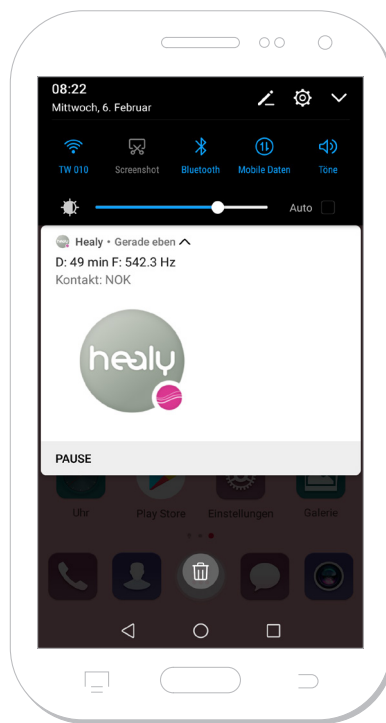 08:22
Mittwoch, 6. Februar
TW 010 Screenshot Bluetooth Mobile Daten Töne
Auto
Healy • Gerade eben
D: 49 min F: 542.3 Hz
Kontakt: NOK
healy
PAUSE
Uhr Play Store Einstellungen Galerie